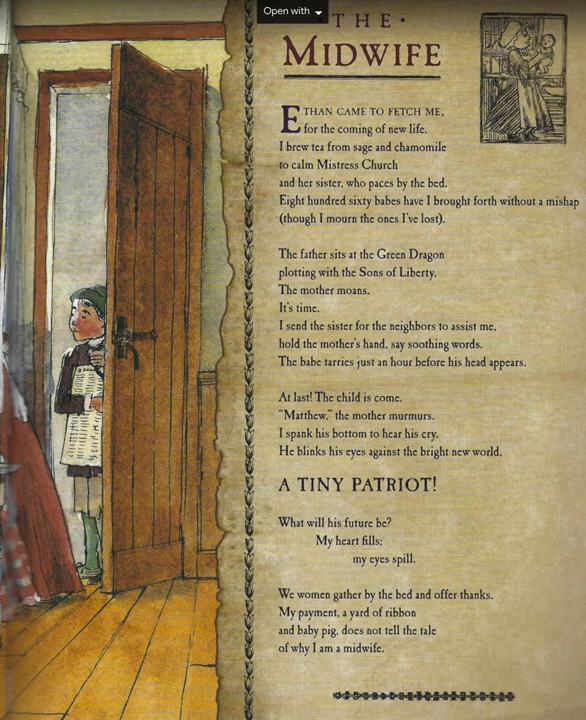 Open with
THE
MIDWIFE
ETHAN CAME TO FETCH ME,
for the coming of new life.
I brew tea from sage and chamomile
to calm Mistress Church
and her sister, who paces by the bed.
Eight hundred sixty babes have I brought forth without a mishap
(though I mourn the ones I've lost).
The father sits at the Green Dragon
plotting with the Sons of Liberty.
The mother moans.
It's time.
I send the sister for the neighbors to assist me,
hold the mother's hand, say soothing words.
The babe tarries just an hour before his head appears.
At last! The child is come.
"Matthew," the mother murmurs.
I spank his bottom to hear his cry.
He blinks his eyes against the bright new world,
A TINY PATRIOT!
What will his future be?
My heart fills;
my eyes spill.
We women gather by the bed and offer thanks.
My payment, a yard of ribbon
and baby pig, does not tell the tale
of why I am a midwife.